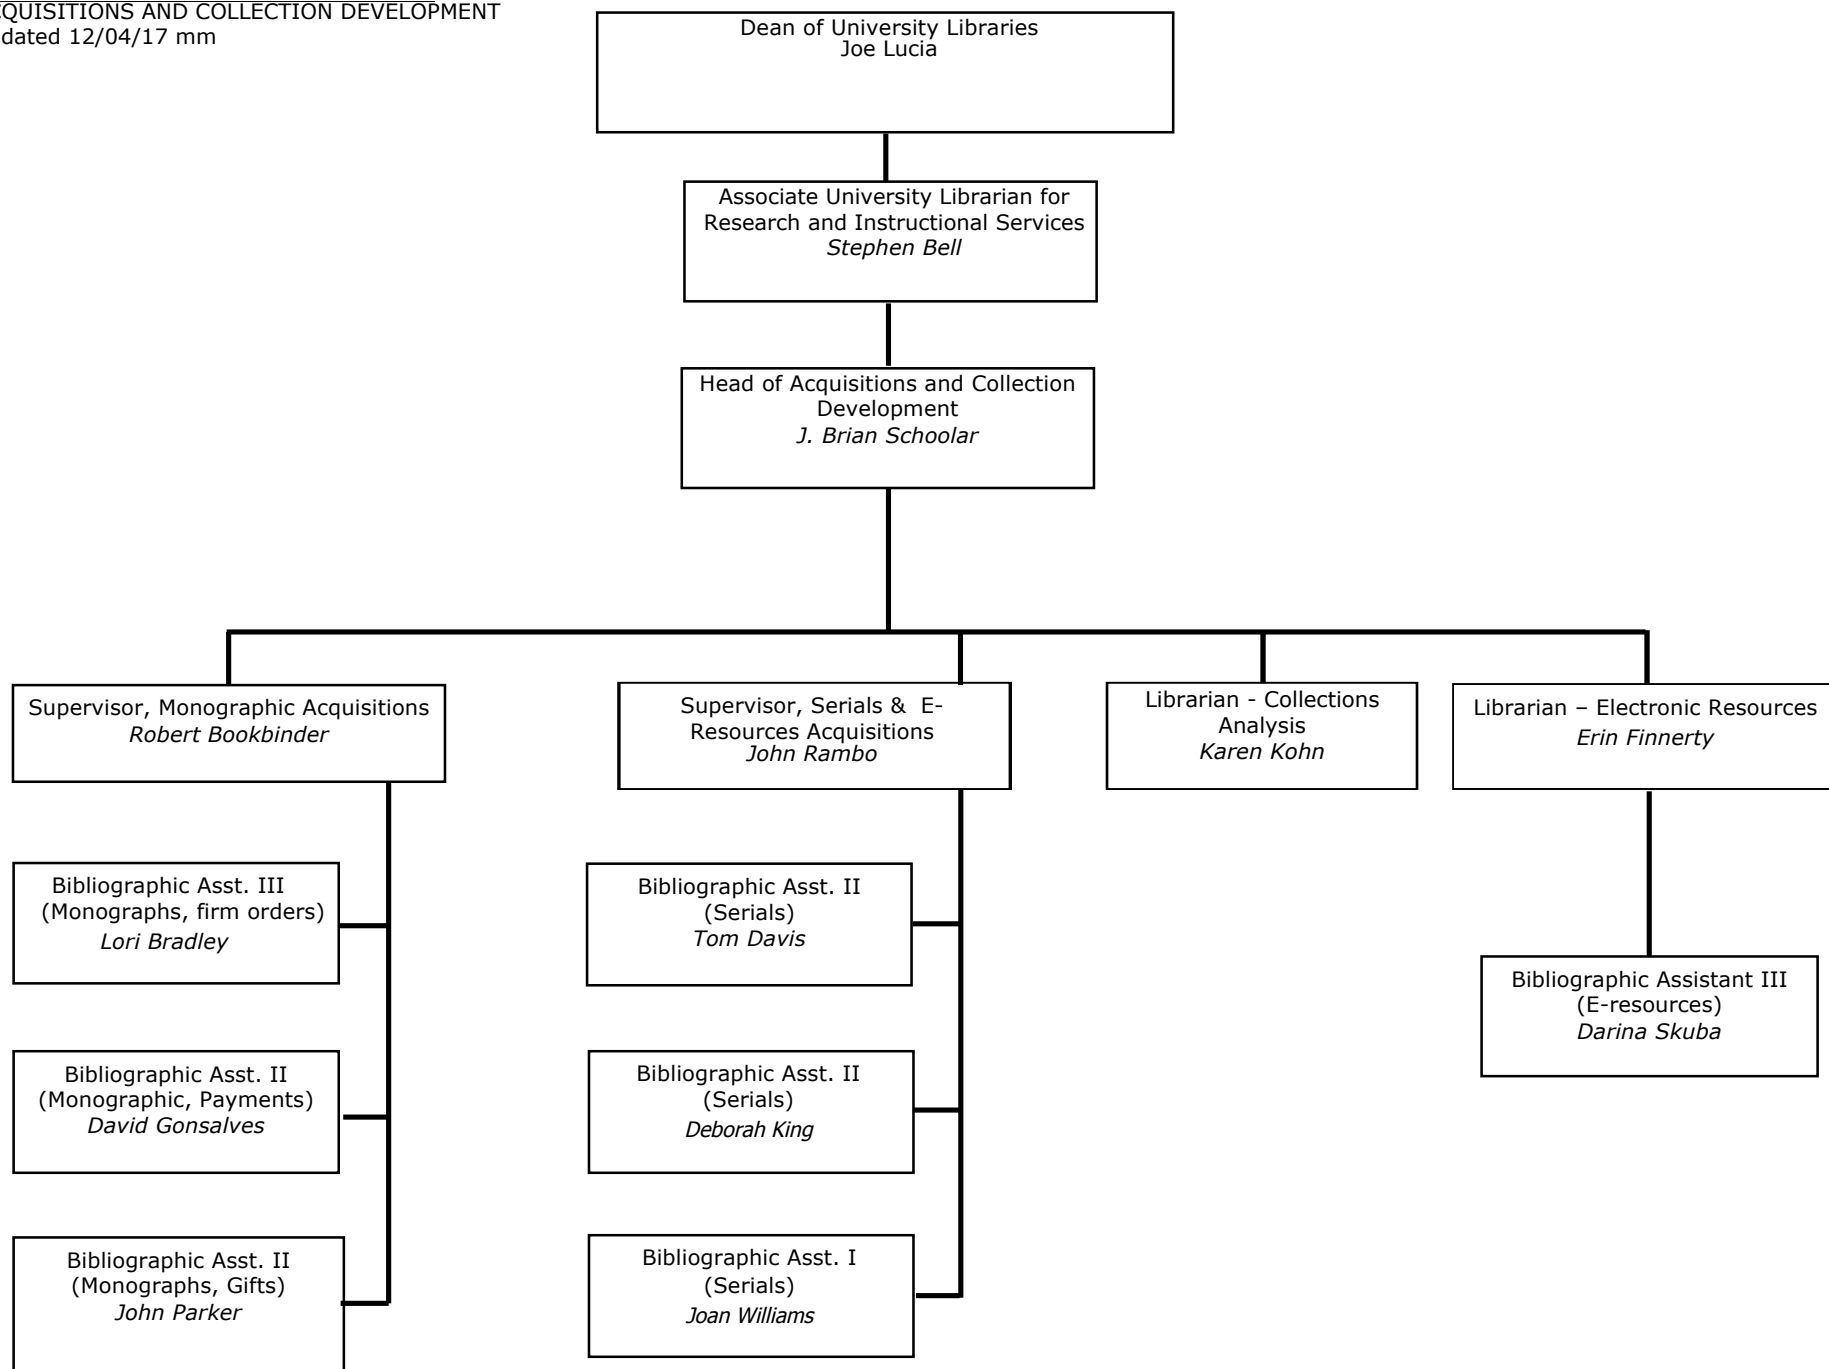 CQUISITIONS AND COLLECTION DEVELOPMENT
dated 12/04/17 mm
Dean of University Libraries
Joe Lucia
Associate University Librarian for
Research and Instructional Services
Stephen Bell
Head of Acquisitions and Collection
Development
J. Brian Schoolar
Supervisor, Monographic Acquisitions
Robert Bookbinder
Supervisor, Serials & E-
Resources Acquisitions
John Rambo
Librarian - Collections
Analysis
Karen Kohn
Librarian – Electronic Resources
Erin Finnerty
Bibliographic Asst. III
(Monographs, firm orders)
Lori Bradley
Bibliographic Asst. II
(Monographic, Payments)
David Gonsalves
Bibliographic Asst. II
(Monographs, Gifts)
John Parker
Bibliographic Asst. II
(Serials)
Tom Davis
Bibliographic Asst. II
(Serials)
Deborah King
Bibliographic Asst. I
(Serials)
Joan Williams
Bibliographic Assistant III
(E-resources)
Darina Skuba